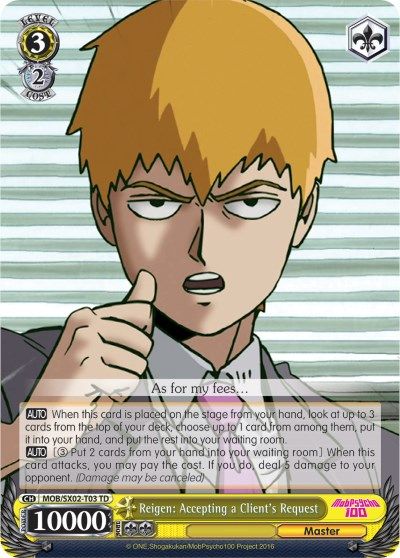 LEVEL
3
2
COST
As for my fees…
AUTO When this card is placed on the stage from your hand, look at up to 3
cards from the top of your deck, choose up to 1 card from among them, put
it into your hand, and put the rest into your waiting room.
AUTO [③ Put 2 cards from your hand into your waiting room] When this
card attacks, you may pay the cost. If you do, deal 5 damage to your
opponent. (Damage may be cancelled)
CH MOB/SX02-T03 TD
POWER 10000 SOUL
Reigen: Accepting a Client's Request
MobPsycho 100
Master
© ONE,Shogakukan/MobPsycho100 Project 2016